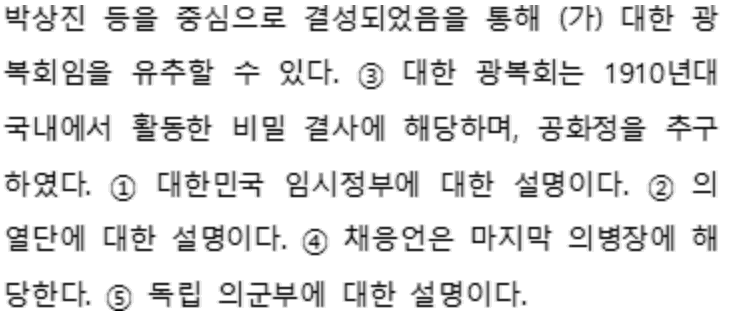 박상진 등을 중심으로 결성되었음을 통해 (가) 대한 광
복회임을 유추할 수 있다. ③ 대한 광복회는 1910년대
국내에서 활동한 비밀 결사에 해당하며, 공화정을 추구
하였다. ① 대한민국 임시정부에 대한 설명이다. ② 의
열단에 대한 설명이다. ④ 채응언은 마지막 의병장에 해
당한다. ⑤ 독립 의군부에 대한 설명이다.